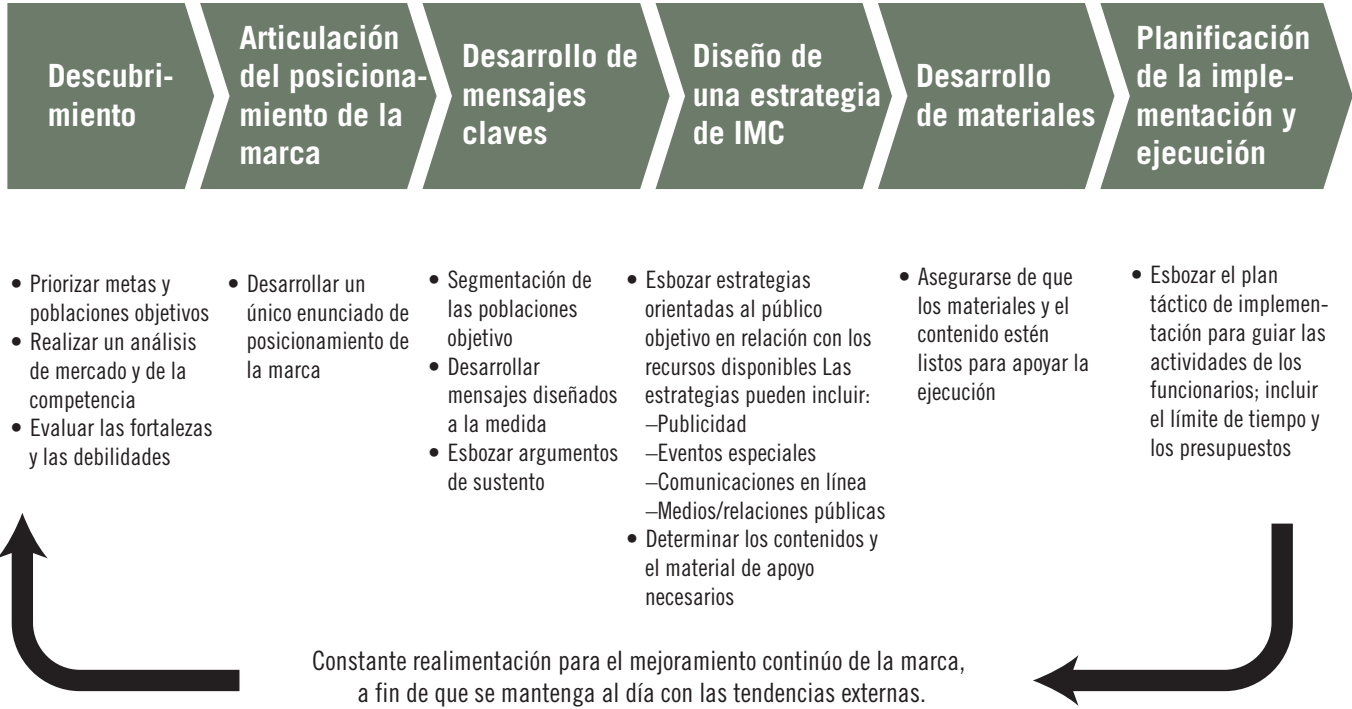 Descubri-
miento
Articulación
del posiciona-
miento de la
marca
Desarrollo de
mensajes
claves
Diseño de
una estrategia
de IMC
Desarrollo
de materiales
Planificación
de la imple-
mentación y
ejecución
• Priorizar metas y
poblaciones objetivos
• Realizar un análisis
de mercado y de la
competencia
• Evaluar las fortalezas
y las debilidades
• Desarrollar un
único enunciado de
posicionamiento de
la marca
• Segmentación de
las poblaciones
objetivo
• Desarrollar
mensajes diseñados
a la medida
• Esbozar argumentos
de sustento
• Esbozar estrategias
orientadas al público
objetivo en relación con los
recursos disponibles Las
estrategias pueden incluir:
–Publicidad
–Eventos especiales
–Comunicaciones en línea
–Medios/relaciones públicas
• Determinar los contenidos y
el material de apoyo
necesarios
• Asegurarse de que
los materiales y el
contenido estén
listos para apoyar la
ejecución
• Esbozar el plan
táctico de implemen-
tación para guiar las
actividades de los
funcionarios; incluir
el límite de tiempo y
los presupuestos
Constante realimentación para el mejoramiento continúo de la marca,
a fin de que se mantenga al día con las tendencias externas.